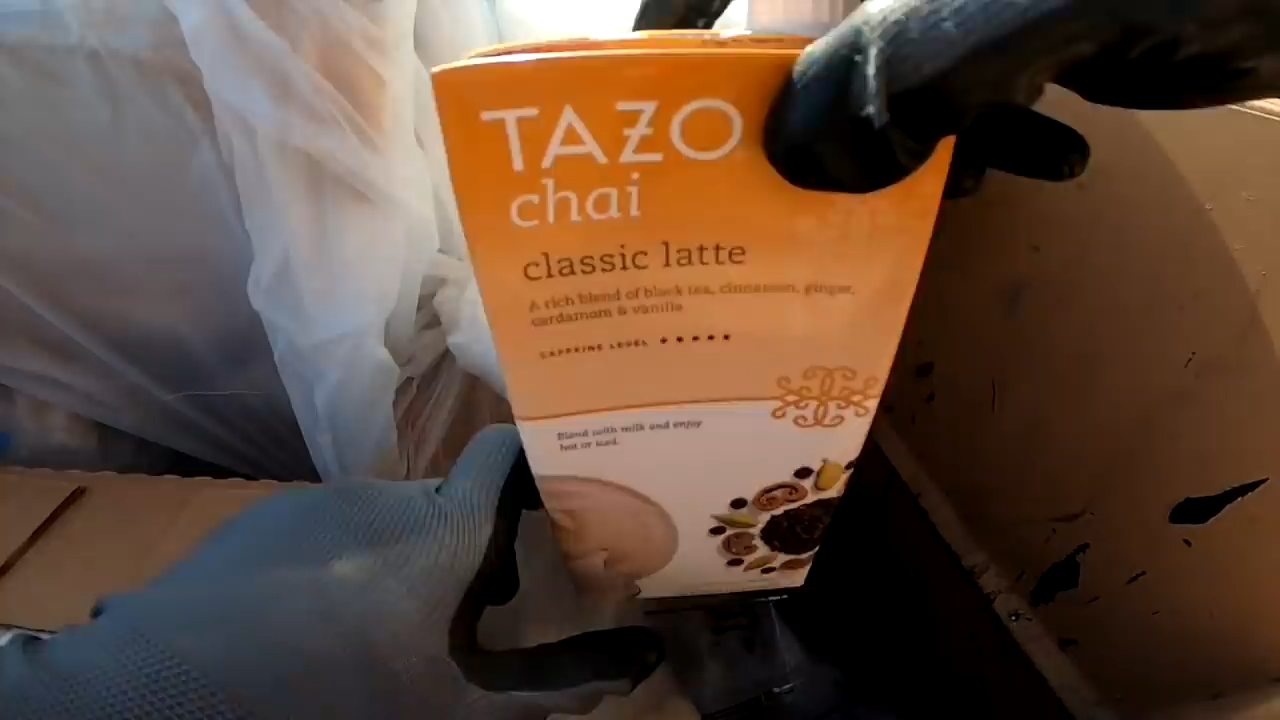 TAZO
chai
classic latte
A rich blend of black tea, cinnamon, ginger,
cardamom & vanilla
CAFFEINE LEVEL
Blend with milk and enjoy
hot or iced.